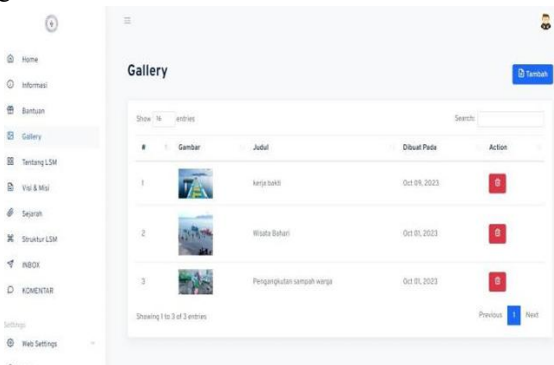 Home
Informasi
Bantuan
Gallery
Tentang LSM
Visi & Misi
Sejarah
Struktur LSM
INBOX
KOMENTAR
Settings
Web Settings
Gallery
Tambah
Show 16 entries
Search:
# Gambar Judul Dibuat Pada Action
1 kerja bakti Oct 09, 2023
2 Wisata Bahari Oct 01, 2023
3 Pengangkutan sampah warga Oct 01, 2023
Showing 1 to 3 of 3 entries
Previous 1 Next